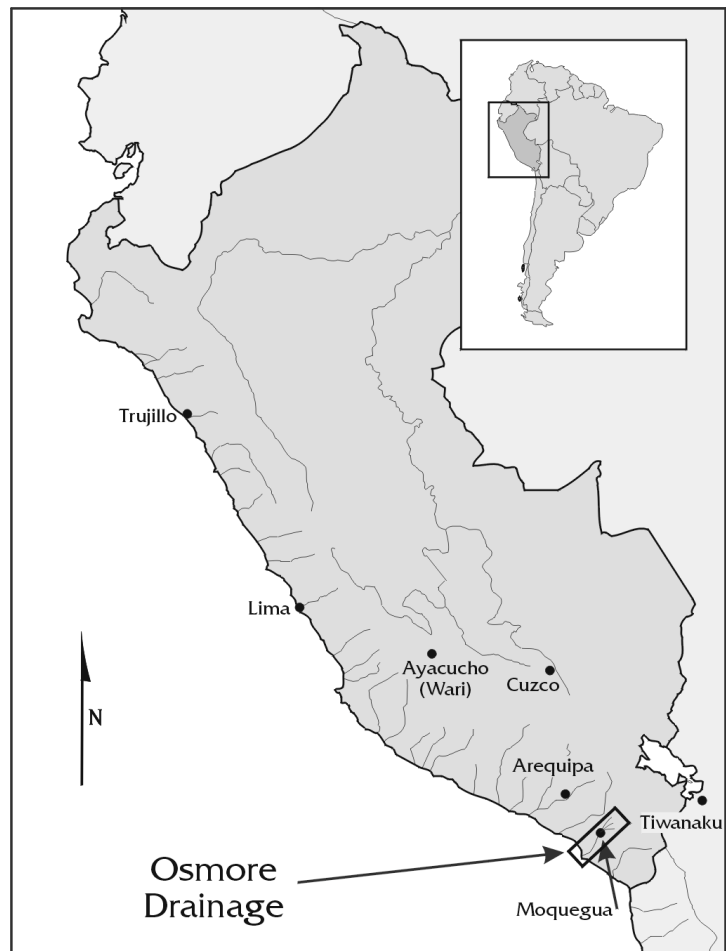 Trujillo
Lima
Ayacucho
(Wari)
Cuzco
N
Arequipa
Tiwanaku
Osmore
Drainage
Moquegua